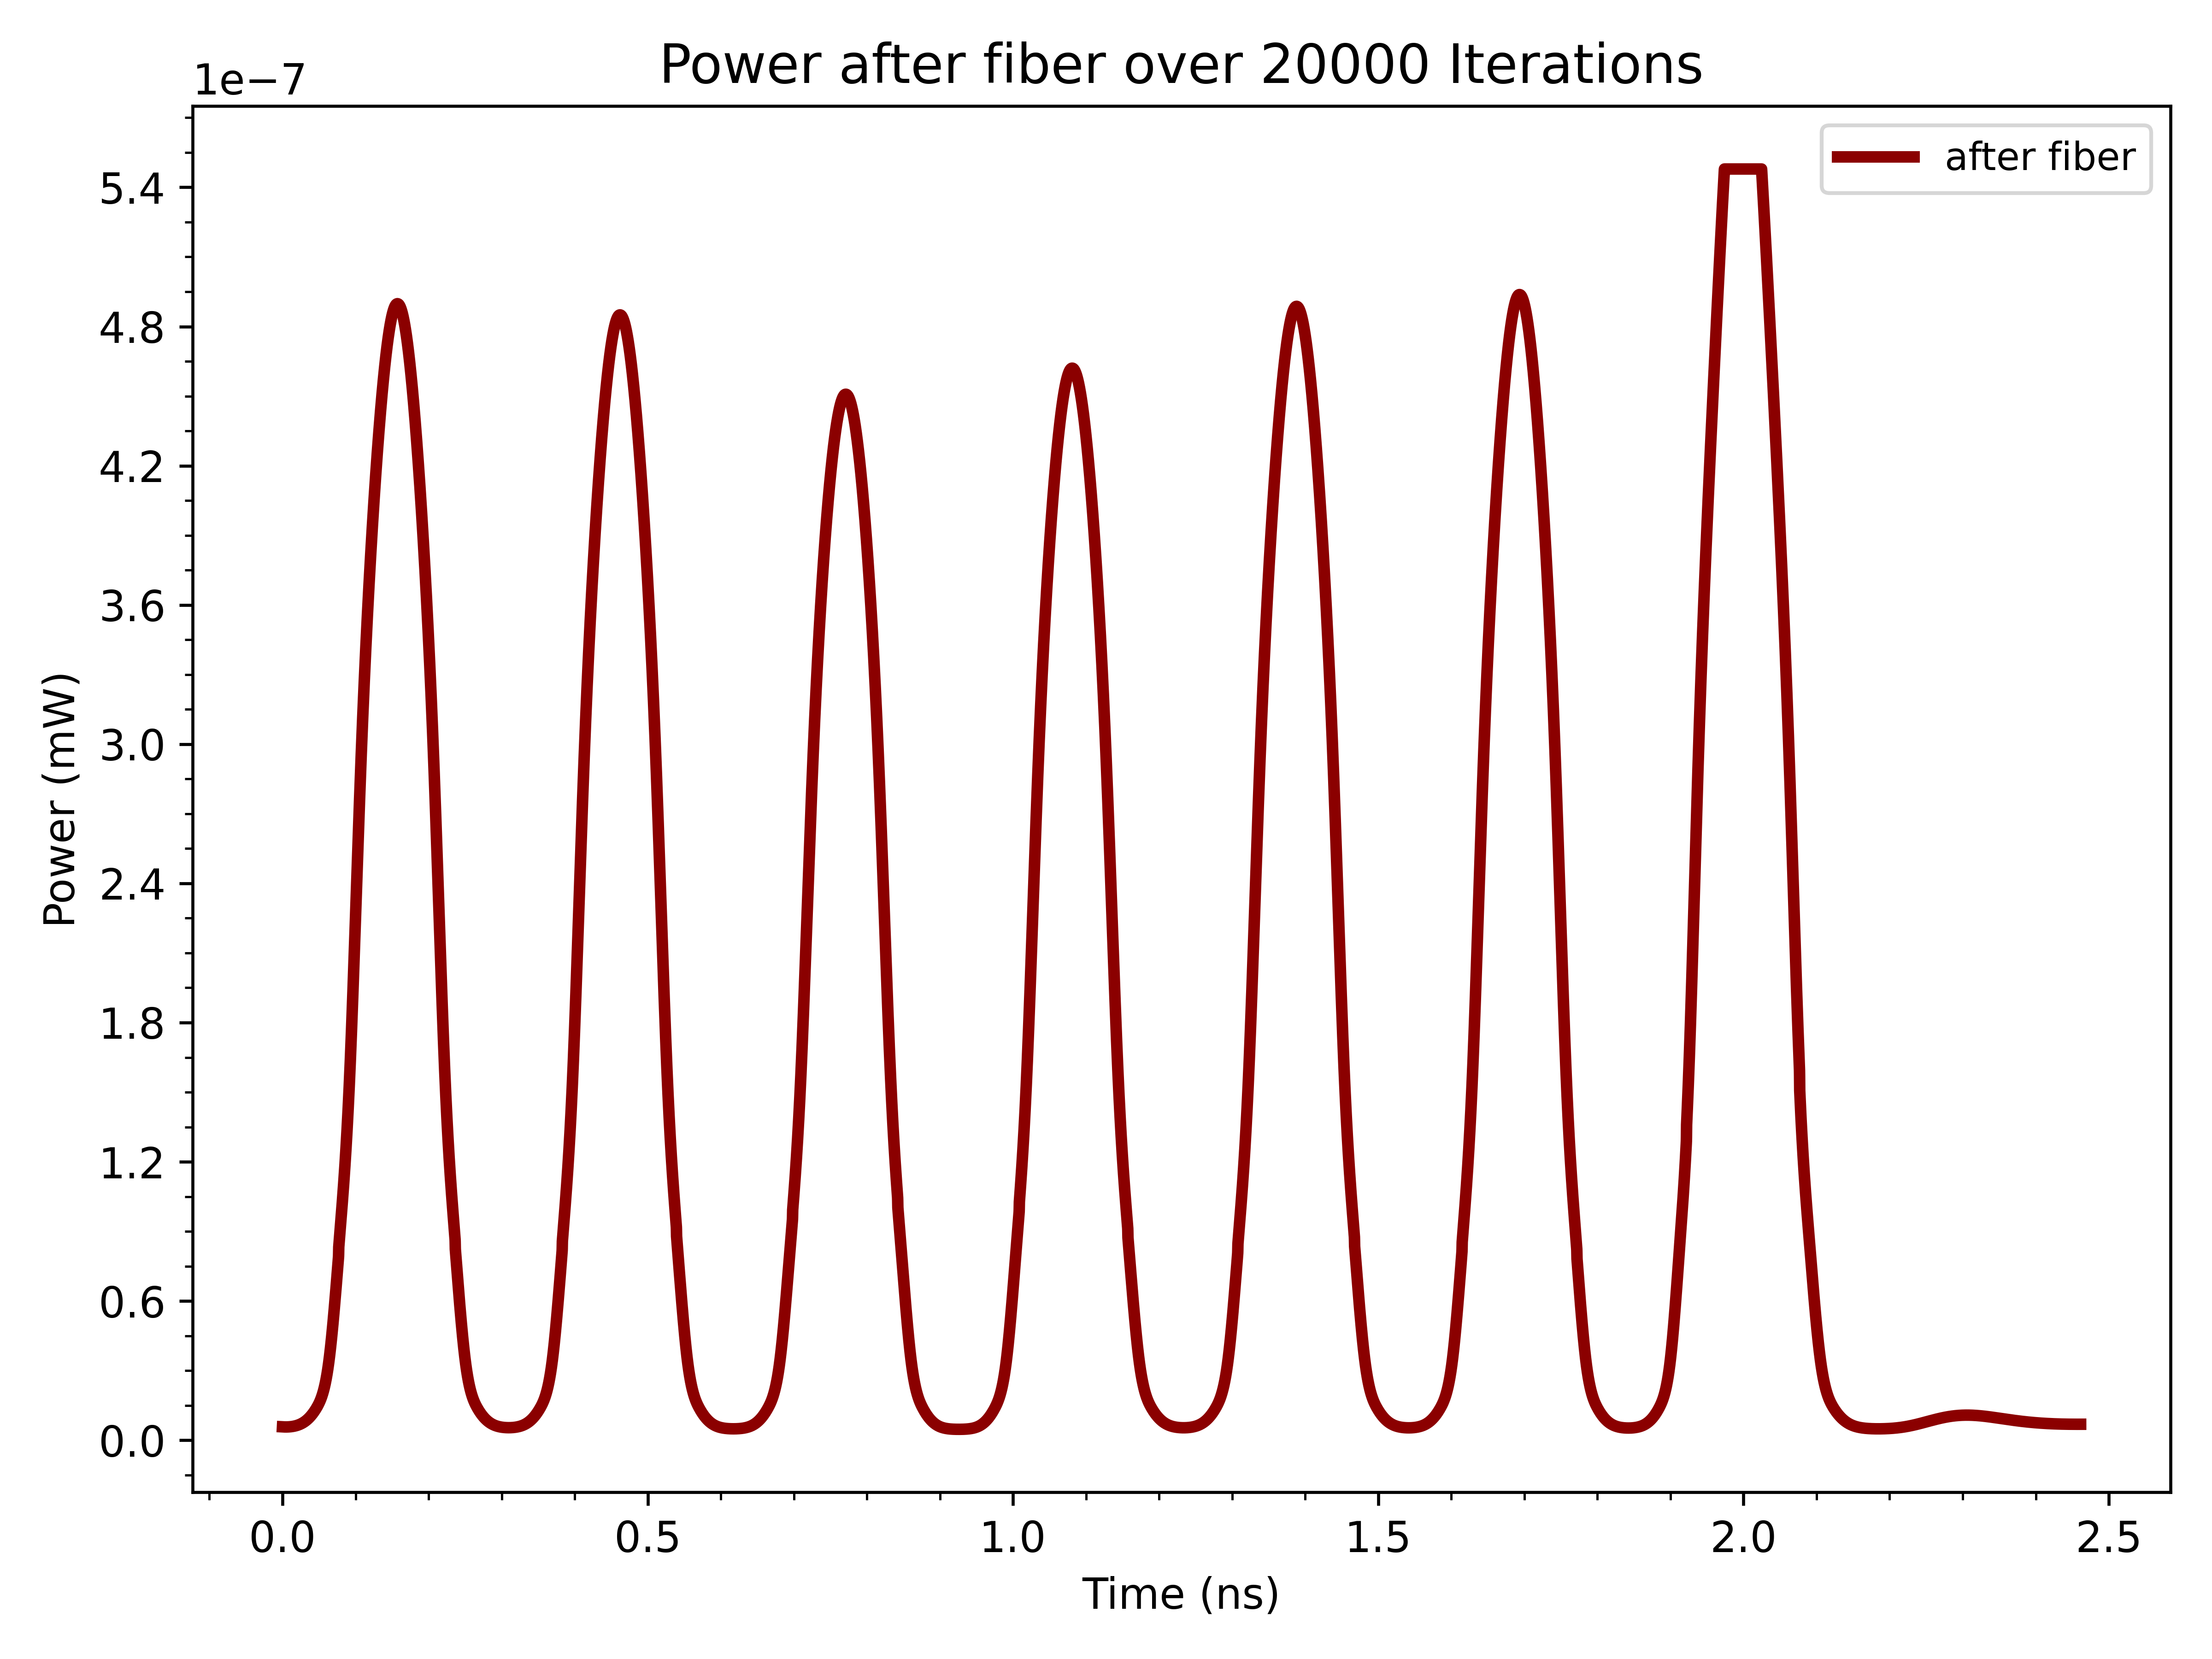 Power after fiber over 20000 Iterations
1e−7
after fiber
5.4
4.8
4.2
3.6
3.0
2.4
1.8
1.2
0.6
0.0
Power (mW)
0.0 0.5 1.0 1.5 2.0 2.5
Time (ns)